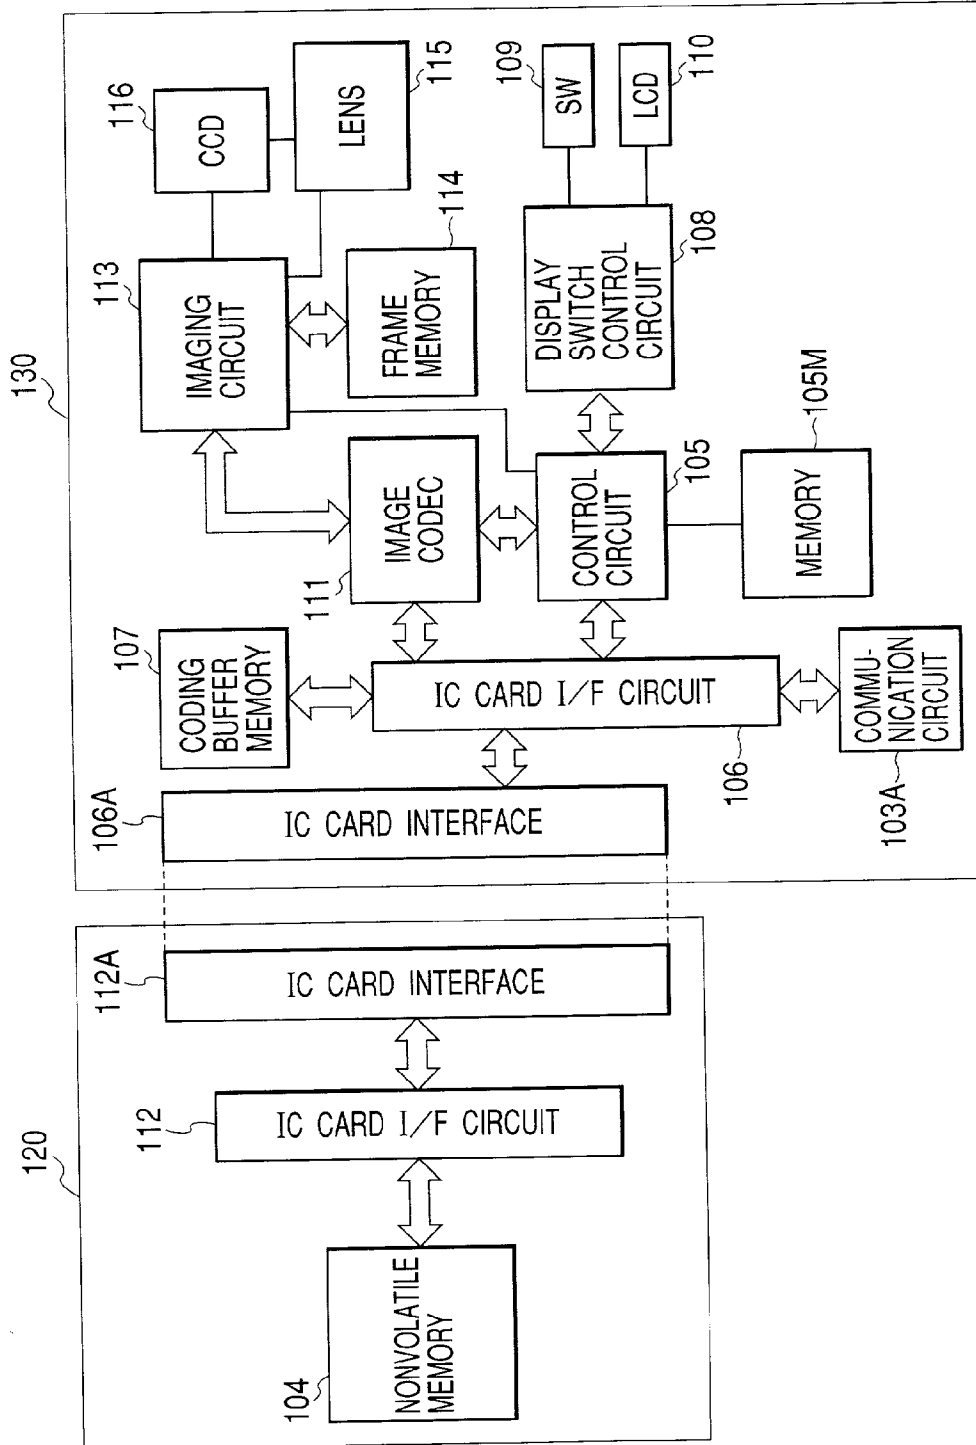 120
104
NONVOLATILE
MEMORY
112
IC CARD I/F CIRCUIT
112A
IC CARD INTERFACE
130
106A
IC CARD INTERFACE
107
CODING
BUFFER
MEMORY
IC CARD I/F CIRCUIT
106
COMMU-
NICATION
CIRCUIT
103A
111
IMAGE
CODEC
CONTROL
CIRCUIT
105
MEMORY
105M
113
IMAGING
CIRCUIT
FRAME
MEMORY
114
DISPLAY
SWITCH
CONTROL
CIRCUIT
108
116
CCD
LENS
115
109
SW
LCD
110